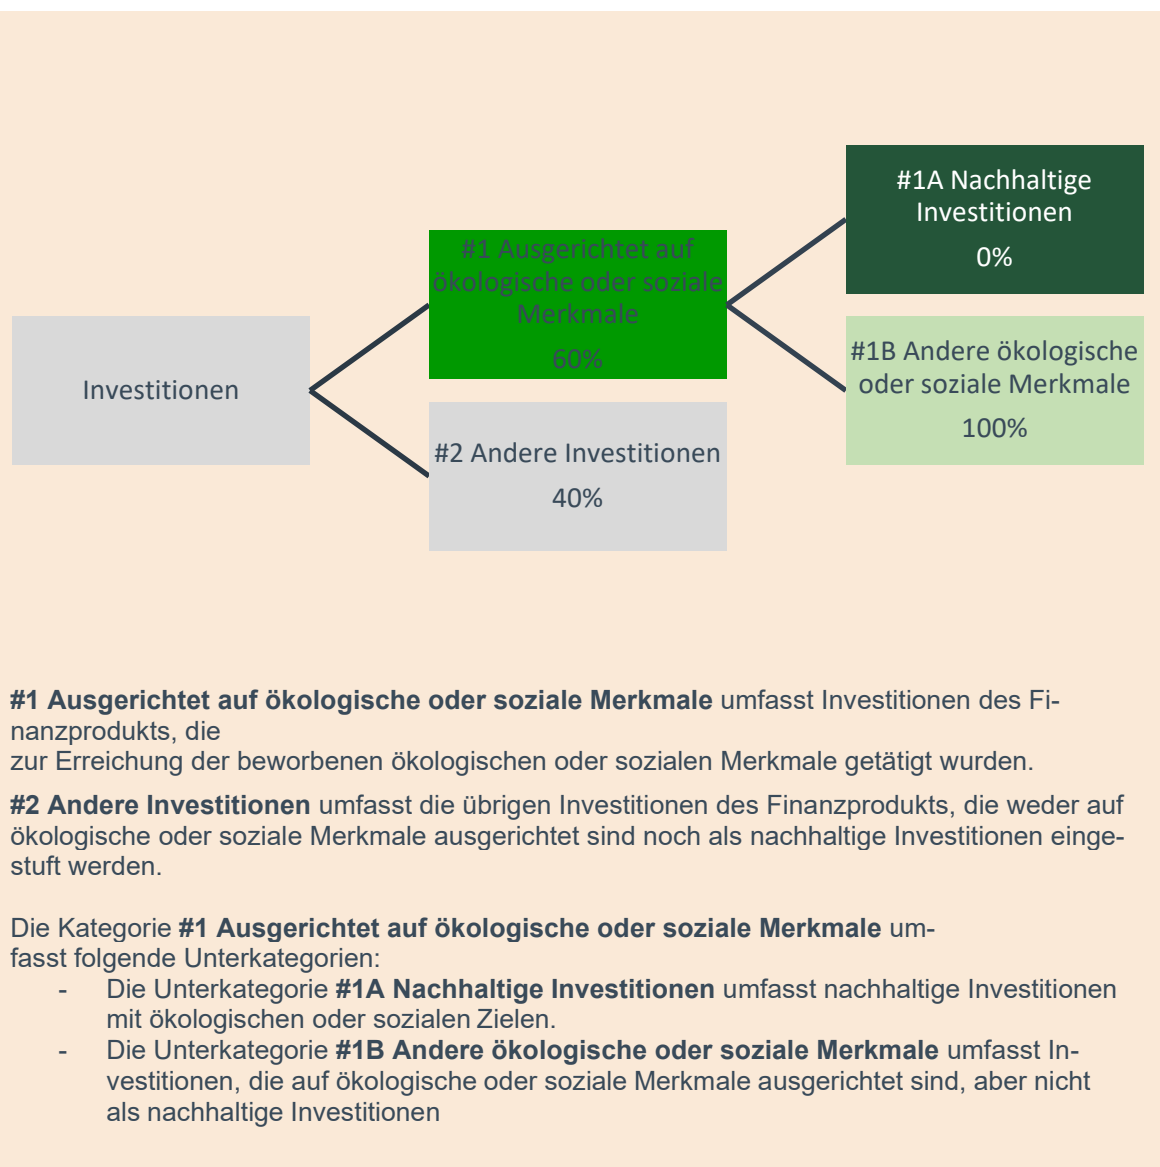 #1A Nachhaltige
Investitionen
0%
#1 Ausgerichtet auf
ökologische oder soziale
Merkmale
60%
#1B Andere ökologische
oder soziale Merkmale
100%
Investitionen
#2 Andere Investitionen
40%
#1 Ausgerichtet auf ökologische oder soziale Merkmale umfasst Investitionen des Fi-
nanzprodukts, die
zur Erreichung der beworbenen ökologischen oder sozialen Merkmale getätigt wurden.
#2 Andere Investitionen umfasst die übrigen Investitionen des Finanzprodukts, die weder auf
ökologische oder soziale Merkmale ausgerichtet sind noch als nachhaltige Investitionen einge-
stuft werden.
Die Kategorie #1 Ausgerichtet auf ökologische oder soziale Merkmale um-
fasst folgende Unterkategorien:
- Die Unterkategorie #1A Nachhaltige Investitionen umfasst nachhaltige Investitionen
mit ökologischen oder sozialen Zielen.
- Die Unterkategorie #1B Andere ökologische oder soziale Merkmale umfasst In-
vestitionen, die auf ökologische oder soziale Merkmale ausgerichtet sind, aber nicht
als nachhaltige Investitionen